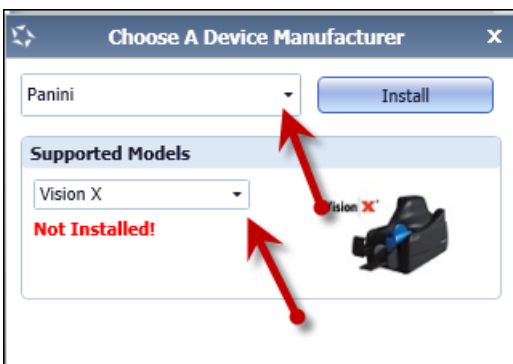 Choose A Device Manufacturer X
Panini
Install
Supported Models
Vision X
Vision X
Not Installed!